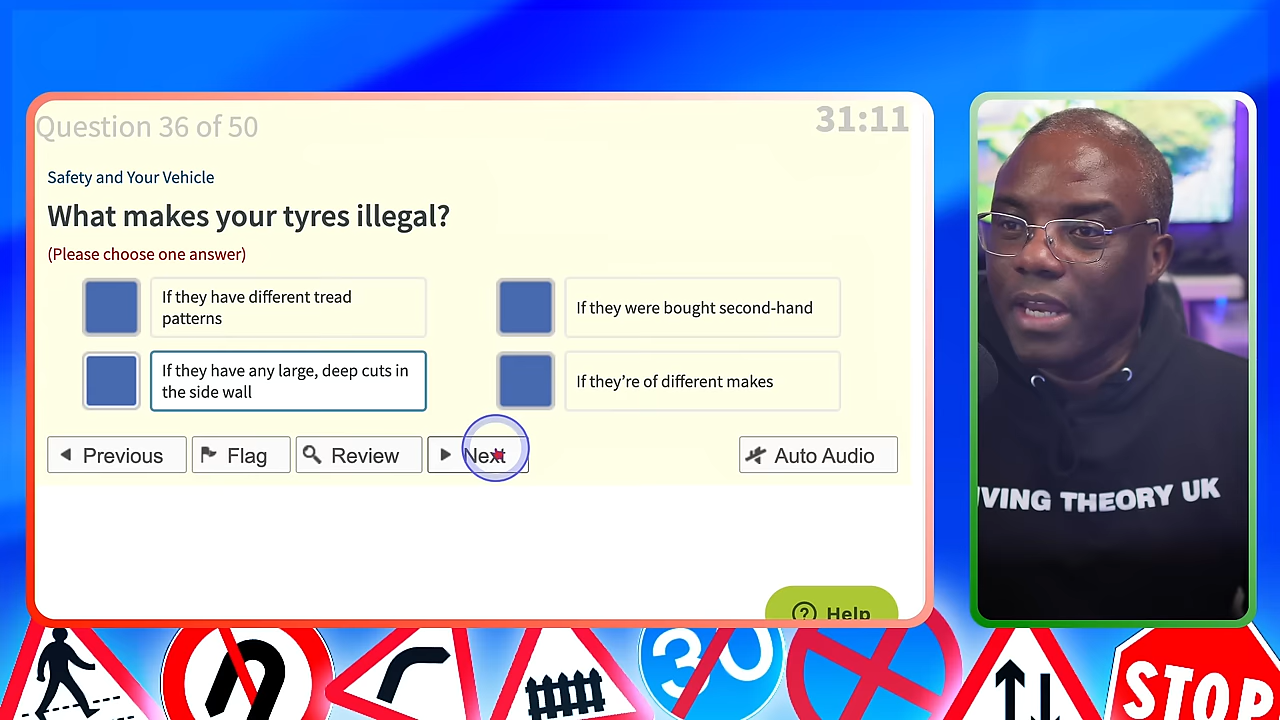 Question 36 of 50
31:11
Safety and Your Vehicle
What makes your tyres illegal?
(Please choose one answer)
If they have different tread
patterns
If they were bought second-hand
If they have any large, deep cuts in
the side wall
If they're of different makes
Previous
Flag
Review
Next
Auto Audio
Help
VING THEORY UK
30
STOP